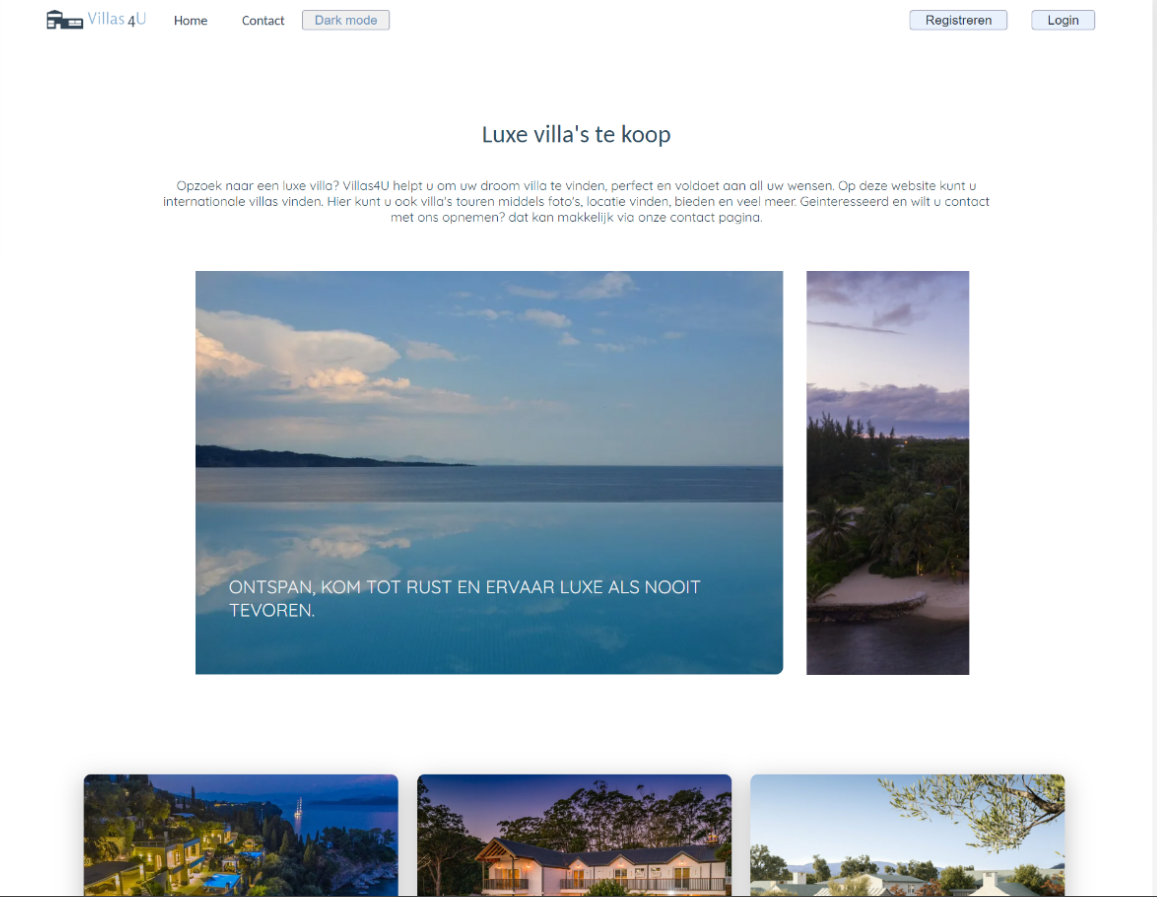 Villas 4U Home Contact Dark mode Registreren Login
Luxe villa's te koop
Opzoek naar een luxe villa? Villas4U helpt u om uw droom villa te vinden, perfect en voldoet aan all uw wensen. Op deze website kunt u
internationale villas vinden. Hier kunt u ook villa's touren middels foto's, locatie vinden, bieden en veel meer. Geinteresseerd en wilt u contact
met ons opnemen? dat kan makkelijk via onze contact pagina.
ONTSPAN, KOM TOT RUST EN ERVAAR LUXE ALS NOOIT
TEVOREN.